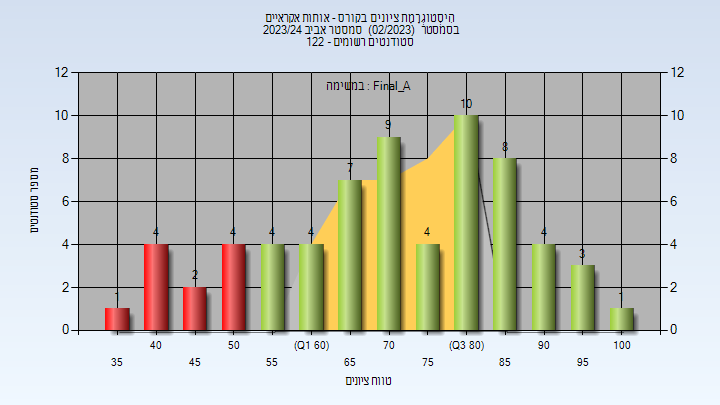 היסטוגרמת ציונים בקורס - אותות אקראיים
בסמסטר (02/2023) סמסטר אביב 2023/24
סטודנטים רשומים - 122
במשימה : Final_A
מספר סטודנטים
12 12
10 10
8 8
6 6
4 4
2 2
0 0
1 4 2 4 4 4 7 9 4 10 8 4 3 1
35 40 45 50 55 (Q1 60) 65 70 75 (Q3 80) 85 90 95 100
טווח ציונים